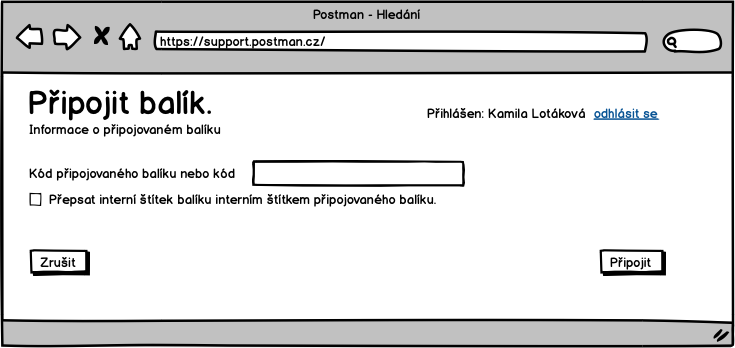 Postman - Hledání
https://support.postman.cz/
Připojit balík.
Přihlášen: Kamila Lotáková odhlásit se
Informace o připojovaném balíku
Kód připojovaného balíku nebo kód
Přepsat interní štítek balíku interním štítkem připojovaného balíku.
Zrušit
Připojit